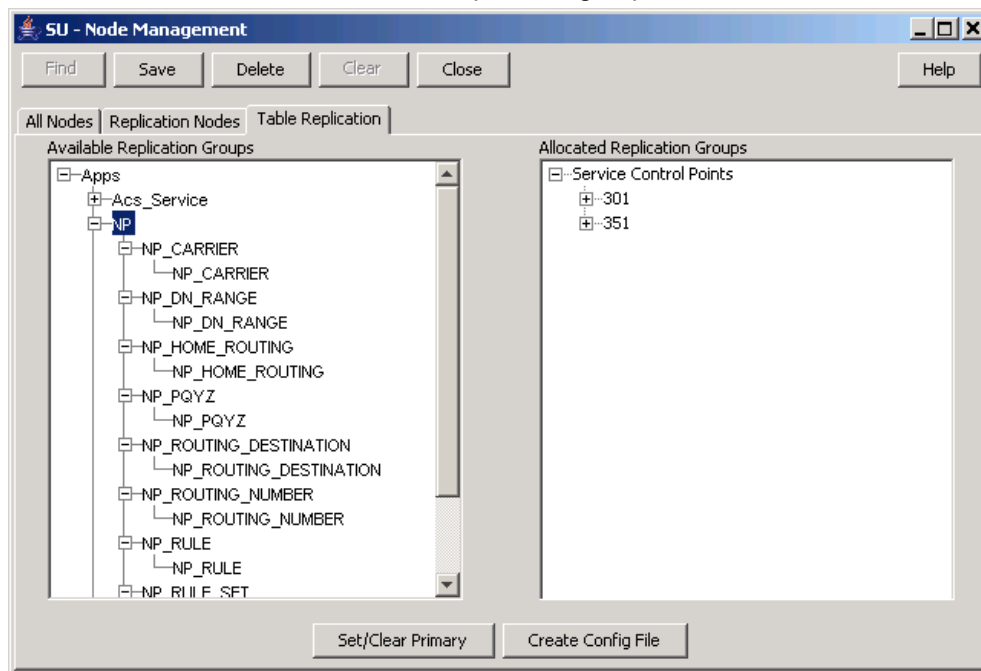 SU - Node Management
Find Save Delete Clear Close Help
All Nodes Replication Nodes Table Replication
Available Replication Groups
Apps
Acs_Service
NP
NP_CARRIER
NP_CARRIER
NP_DN_RANGE
NP_DN_RANGE
NP_HOME_ROUTING
NP_HOME_ROUTING
NP_PQYZ
NP_PQYZ
NP_ROUTING_DESTINATION
NP_ROUTING_DESTINATION
NP_ROUTING_NUMBER
NP_ROUTING_NUMBER
NP_RULE
NP_RULE
NP_RULE_SET
Allocated Replication Groups
Service Control Points
301
351
Set/Clear Primary Create Config File